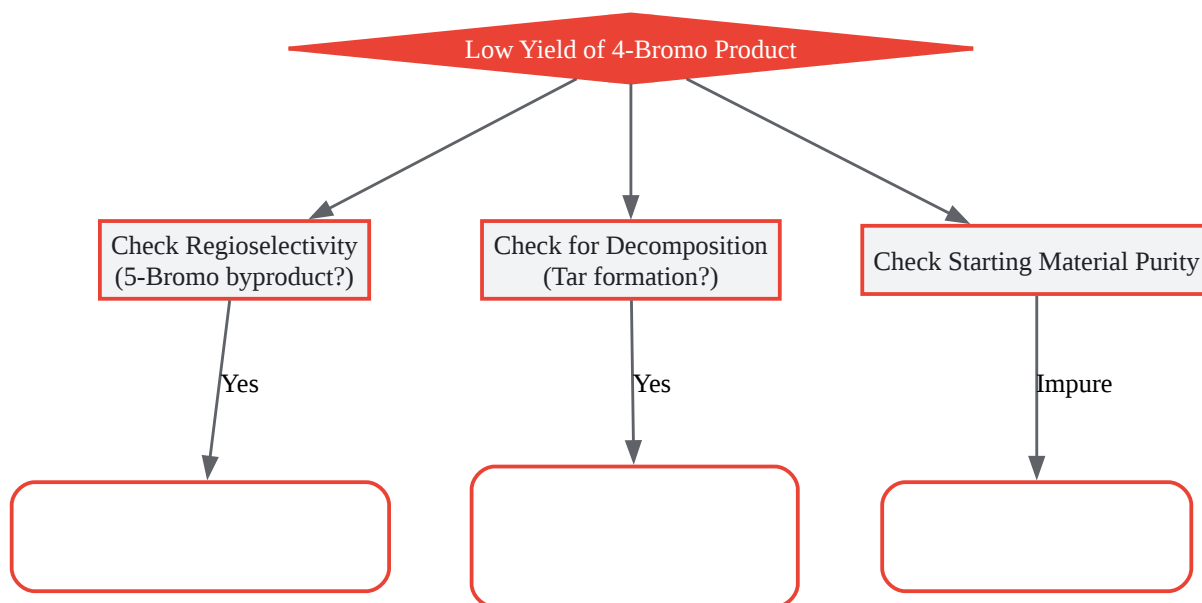 Low Yield of 4-Bromo Product
Check Regioselectivity
(5-Bromo byproduct?)
Check for Decomposition
(Tar formation?)
Check Starting Material Purity
Yes
Yes
Impure